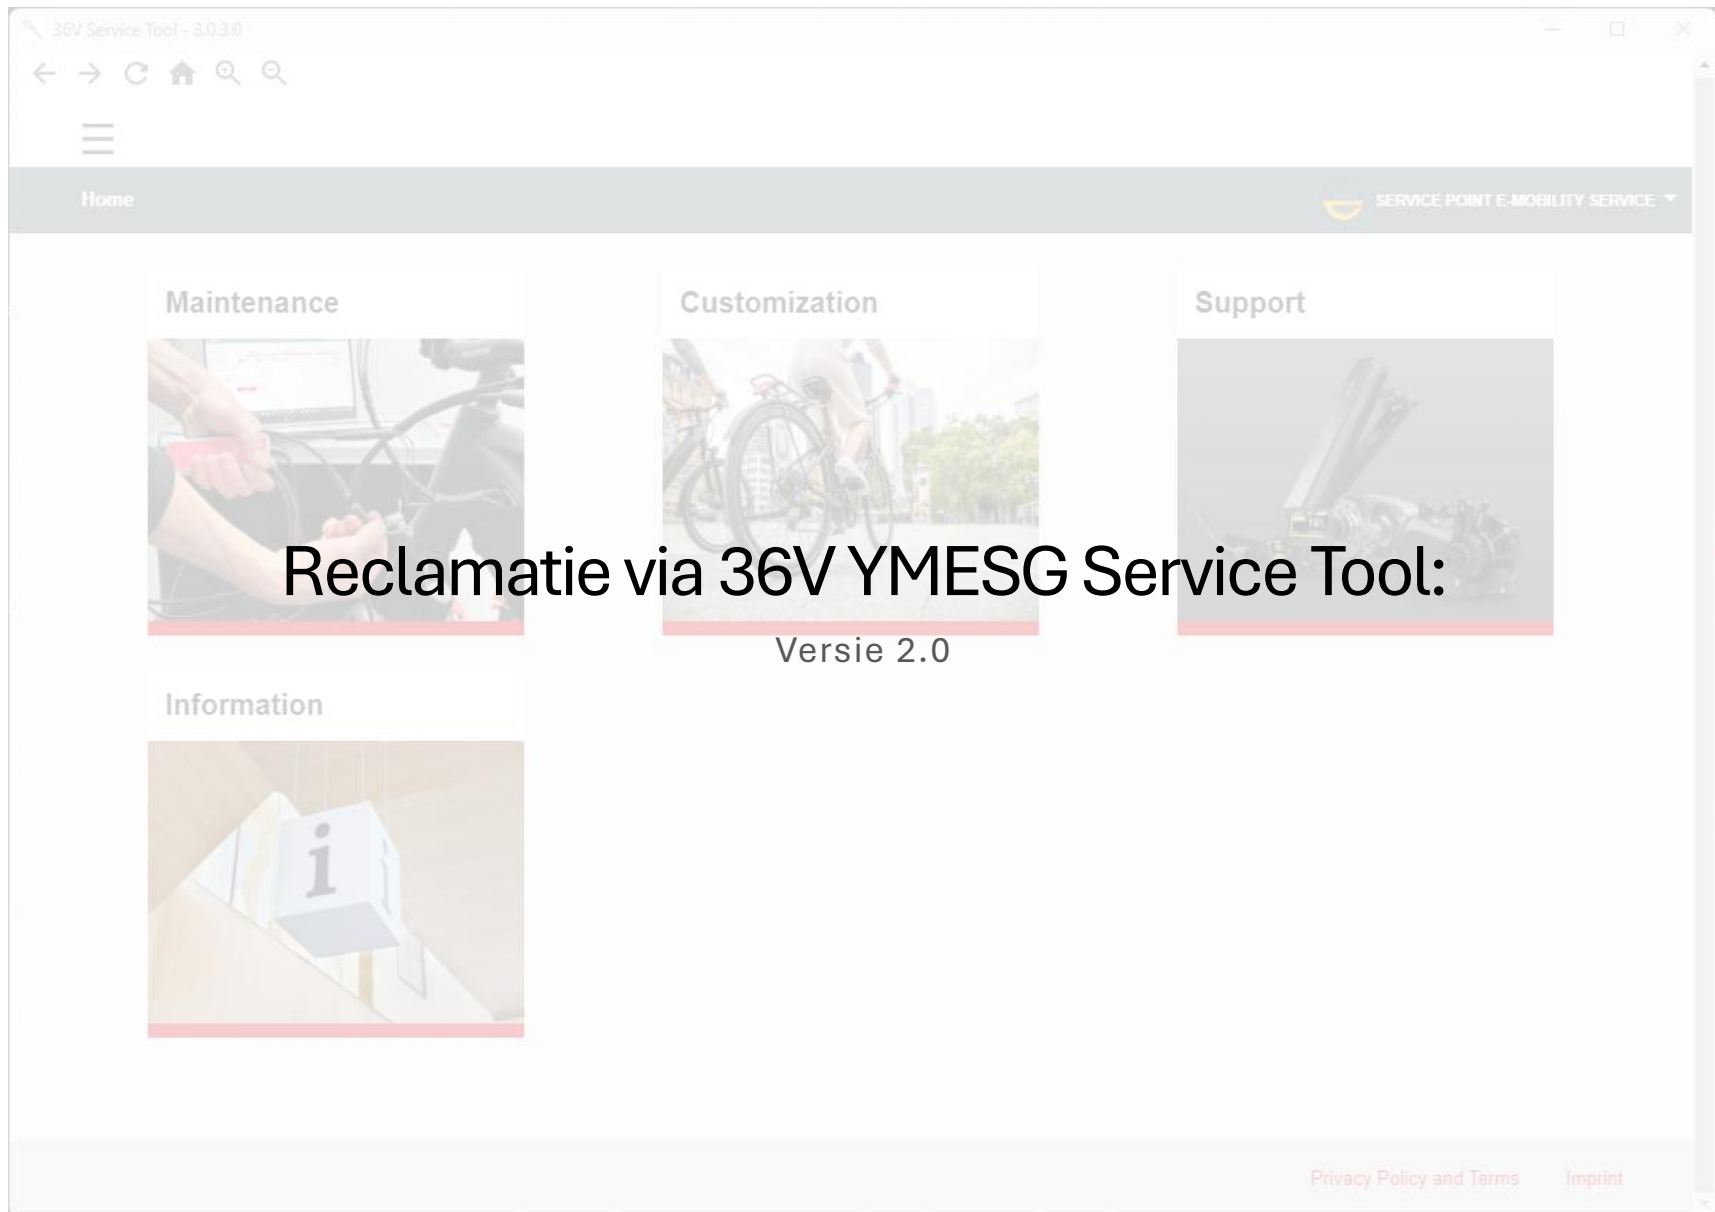 36V Service Tool - 3.0.3.0
Home
SERVICE POINT E-MOBILITY SERVICE
Maintenance
Customization
Support
Reclamatie via 36V YMESG Service Tool:
Versie 2.0
Information
i
Privacy Policy and Terms
Imprint